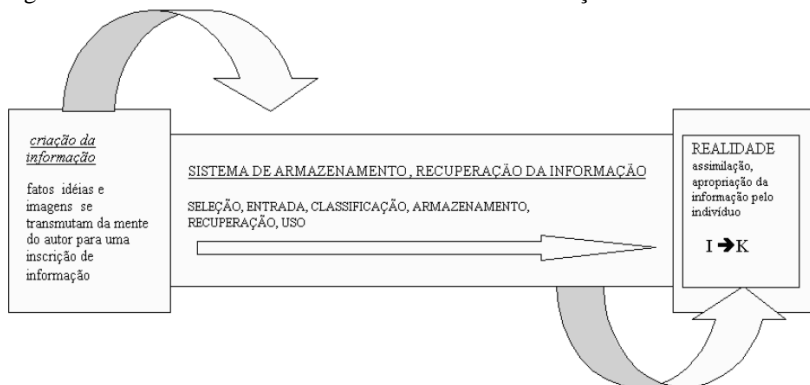 criação da
informação
fatos idéias e
imagens se
transmutam da mente
do autor para uma
inscrição de
informação
SISTEMA DE ARMAZENAMENTO , RECUPERAÇÃO DA INFORMAÇÃO
SELEÇÃO, ENTRADA, CLASSIFICAÇÃO, ARMAZENAMENTO,
RECUPERAÇÃO, USO
REALIDADE
assimilação,
apropriação da
informação pelo
indivíduo
I ➔K